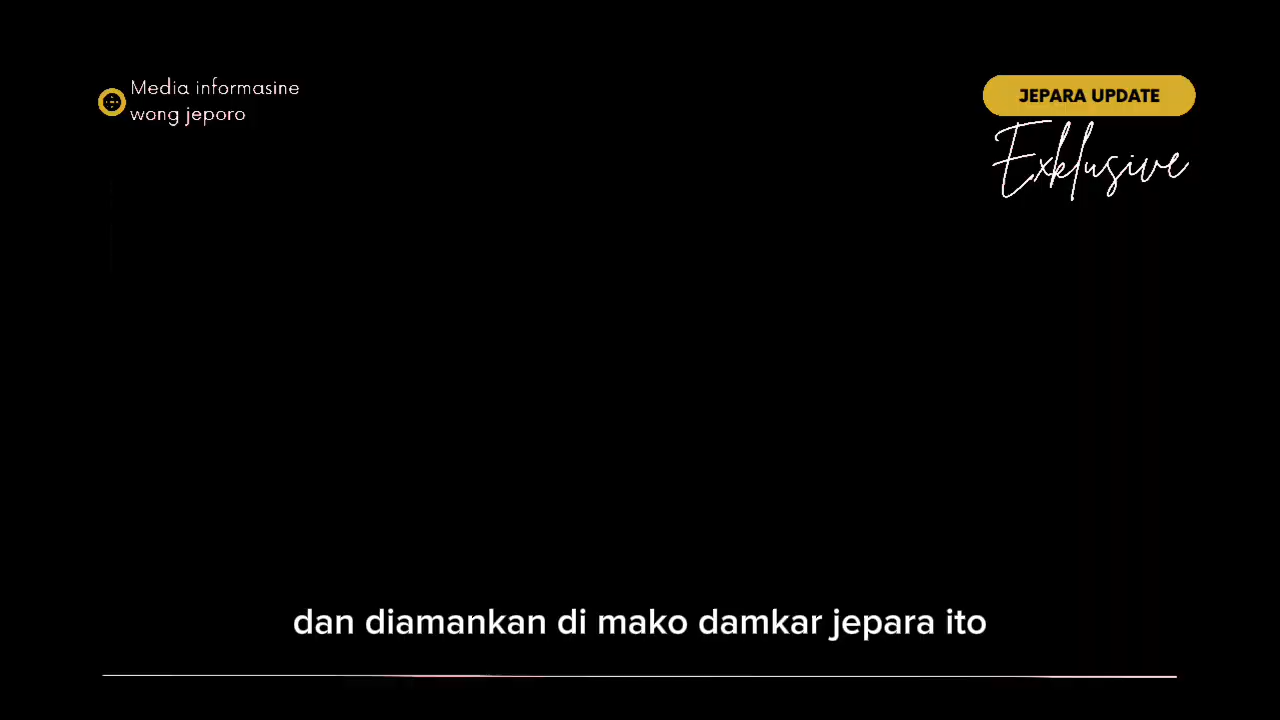 Media informasine
wong jeporo
JEPARA UPDATE
Exklusive
dan diamankan di mako damkar jepara ito